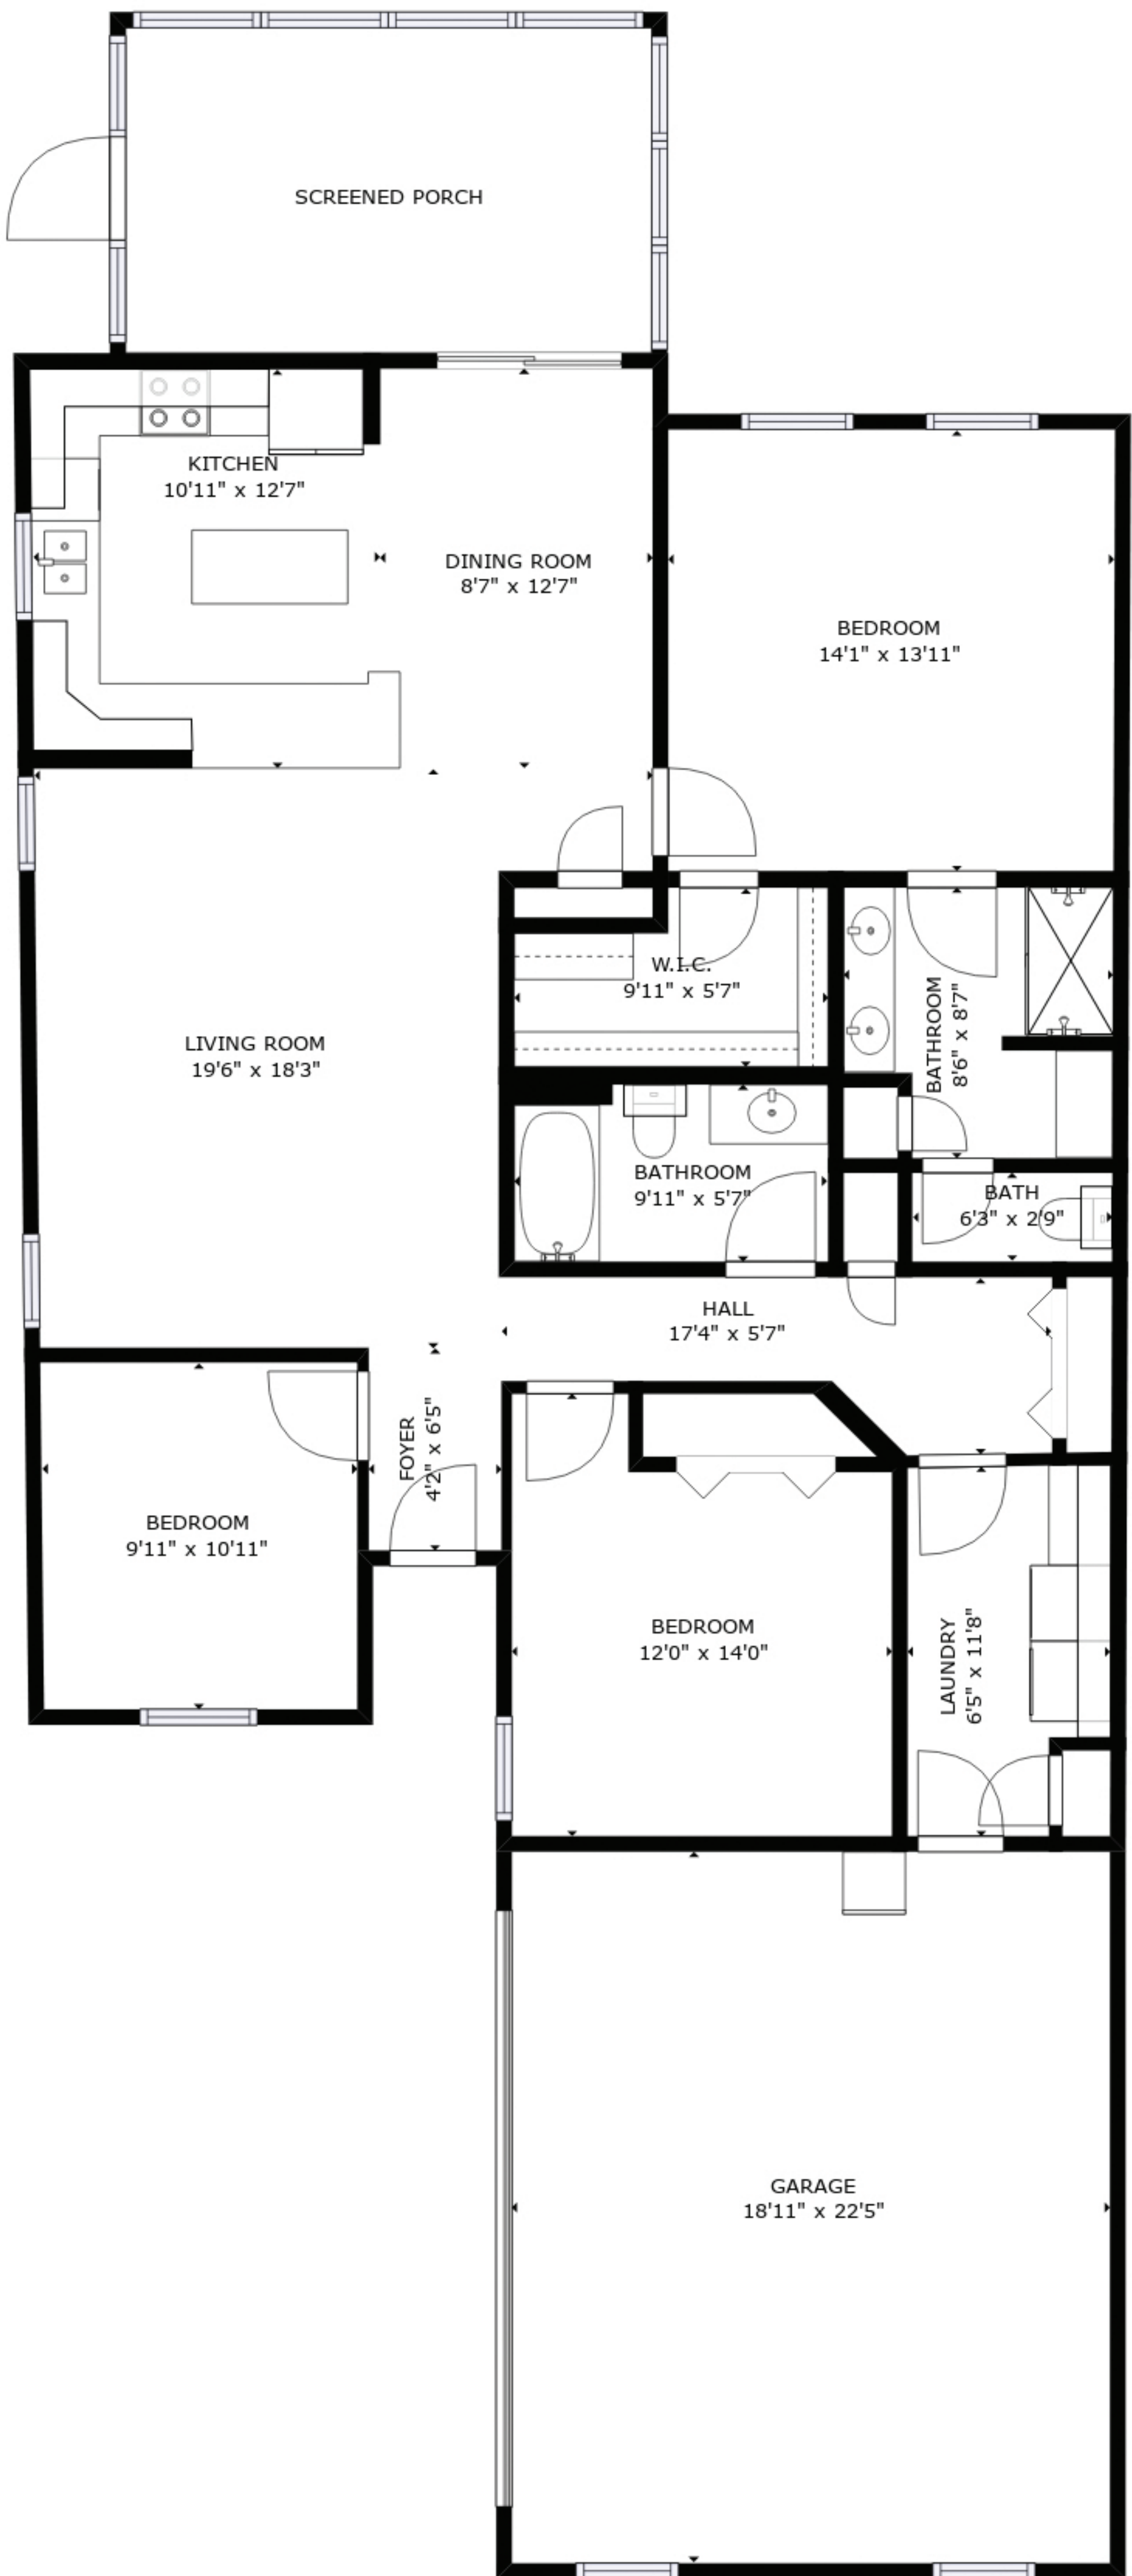 SCREENED PORCH
KITCHEN
10'11" x 12'7"
DINING ROOM
8'7" x 12'7"
BEDROOM
14'1" x 13'11"
W.I.C.
9'11" x 5'7"
BATHROOM
8'6" x 8'7"
LIVING ROOM
19'6" x 18'3"
BATHROOM
9'11" x 5'7"
BATH
6'3" x 2'9"
HALL
17'4" x 5'7"
FOYER
4'2" x 6'5"
BEDROOM
9'11" x 10'11"
BEDROOM
12'0" x 14'0"
LAUNDRY
6'5" x 11'8"
GARAGE
18'11" x 22'5"